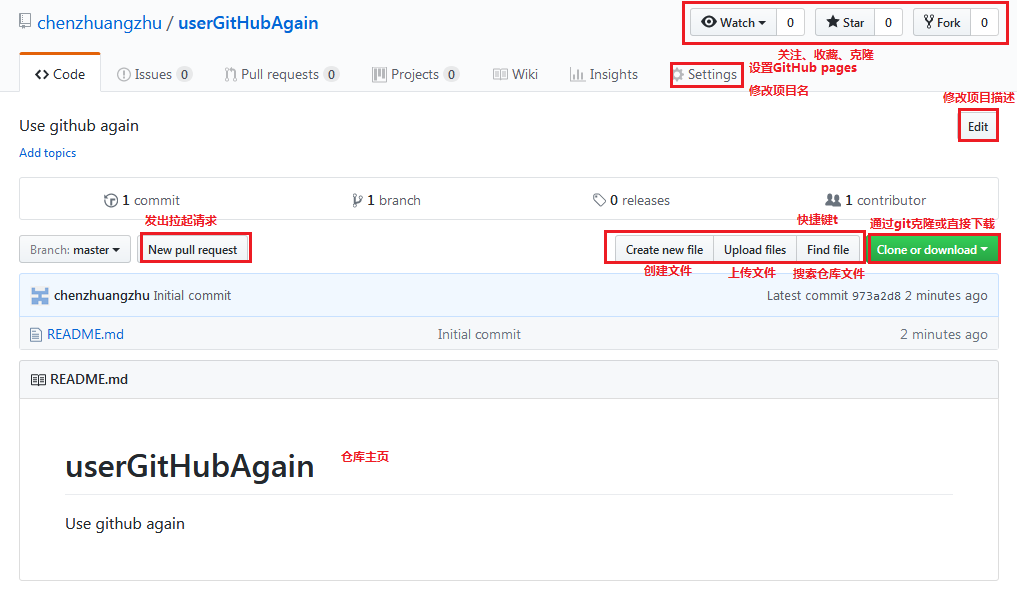 chenzhuangzhu / userGitHubAgain
Watch 0 Star 0 Fork 0
关注、收藏、克隆
Code Issues 0 Pull requests 0 Projects 0 Wiki Insights Settings
设置GitHub pages
修改项目名
修改项目描述
Use github again
Edit
Add topics
1 commit 1 branch 0 releases 1 contributor
发出拉起请求
快捷键t
通过git克隆或直接下载
Branch: master New pull request Create new file Upload files Find file Clone or download
创建文件 上传文件 搜索仓库文件
chenzhuangzhu Initial commit Latest commit 973a2d8 2 minutes ago
README.md Initial commit 2 minutes ago
README.md
userGitHubAgain
仓库主页
Use github again